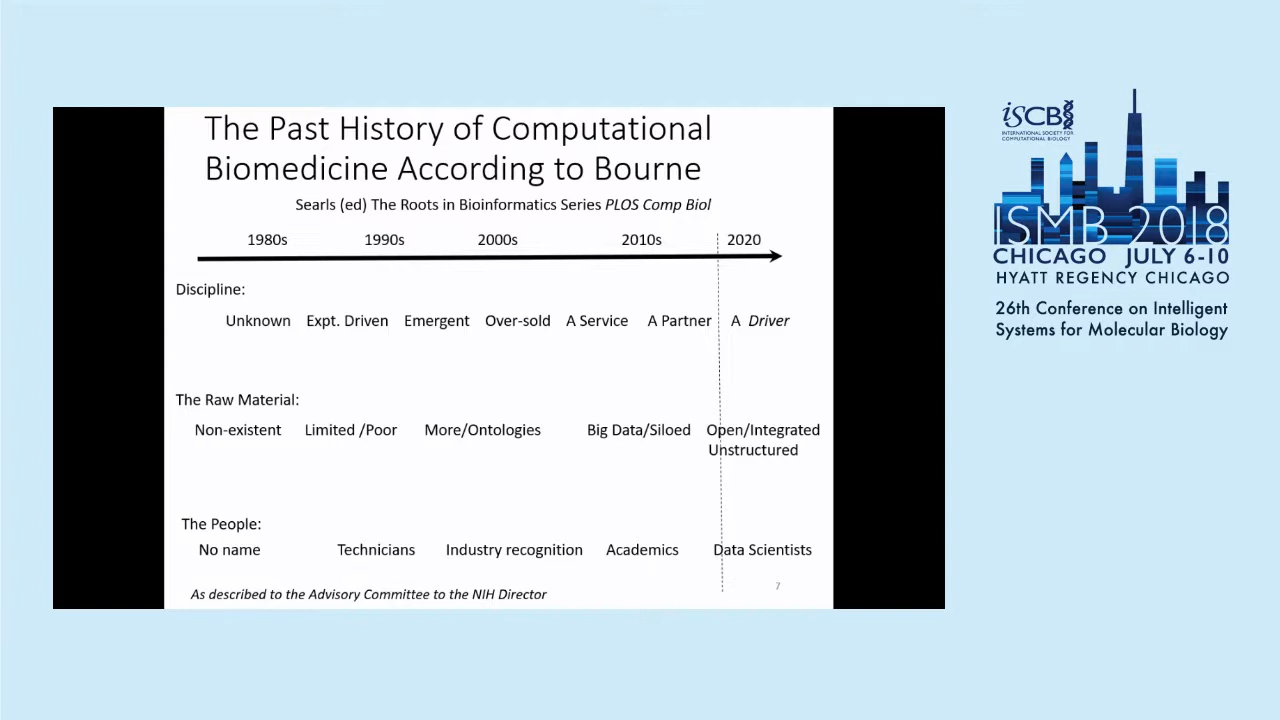 The Past History of Computational
Biomedicine According to Bourne
Searls (ed) The Roots in Bioinformatics Series PLOS Comp Biol
1980s 1990s 2000s 2010s 2020
Discipline:
Unknown Expt. Driven Emergent Over-sold A Service A Partner A Driver
The Raw Material:
Non-existent Limited /Poor More/Ontologies Big Data/Siloed Open/Integrated
Unstructured
The People:
No name Technicians Industry recognition Academics Data Scientists
As described to the Advisory Committee to the NIH Director
7
iSCB
INTERNATIONAL SOCIETY FOR
COMPUTATIONAL BIOLOGY
ISMB 2018
CHICAGO JULY 6-10
HYATT REGENCY CHICAGO
26th Conference on Intelligent
Systems for Molecular Biology